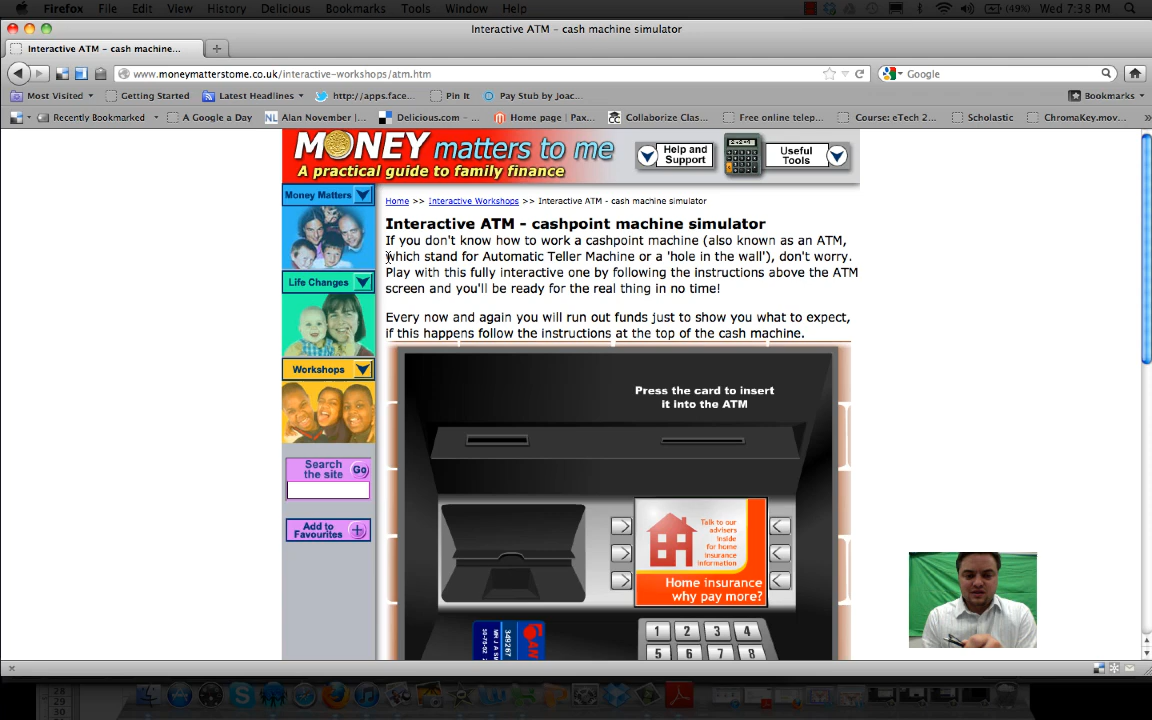 Firefox File Edit View History Delicious Bookmarks Tools Window Help (49%) Wed 7:38 PM
Interactive ATM - cash machine simulator
Interactive ATM - cash machine...
www.moneymatterstome.co.uk/interactive-workshops/atm.htm
Google
Most Visited Getting Started Latest Headlines http://apps.face... Pin It Pay Stub by Joac... Bookmarks
Recently Bookmarked A Google a Day NL Alan November |... Delicious.com - ... Home page | Pax... Collaborize Clas... Free online telep... Course: eTech 2... Scholastic ChromaKey.mov...
MONEY matters to me
A practical guide to family finance
Help and Support
Useful Tools
Money Matters
Life Changes
Workshops
Search the site Go
Add to Favourites
Home >> Interactive Workshops >> Interactive ATM - cash machine simulator
Interactive ATM - cashpoint machine simulator
If you don't know how to work a cashpoint machine (also known as an ATM,
which stand for Automatic Teller Machine or a 'hole in the wall'), don't worry.
Play with this fully interactive one by following the instructions above the ATM
screen and you'll be ready for the real thing in no time!
Every now and again you will run out funds just to show you what to expect,
if this happens follow the instructions at the top of the cash machine.
Press the card to insert
it into the ATM
Talk to our
advisers
inside
for home
insurance
information
Home insurance
why pay more?
1 2 3 4
5 6 7 8
349267
28
29
30